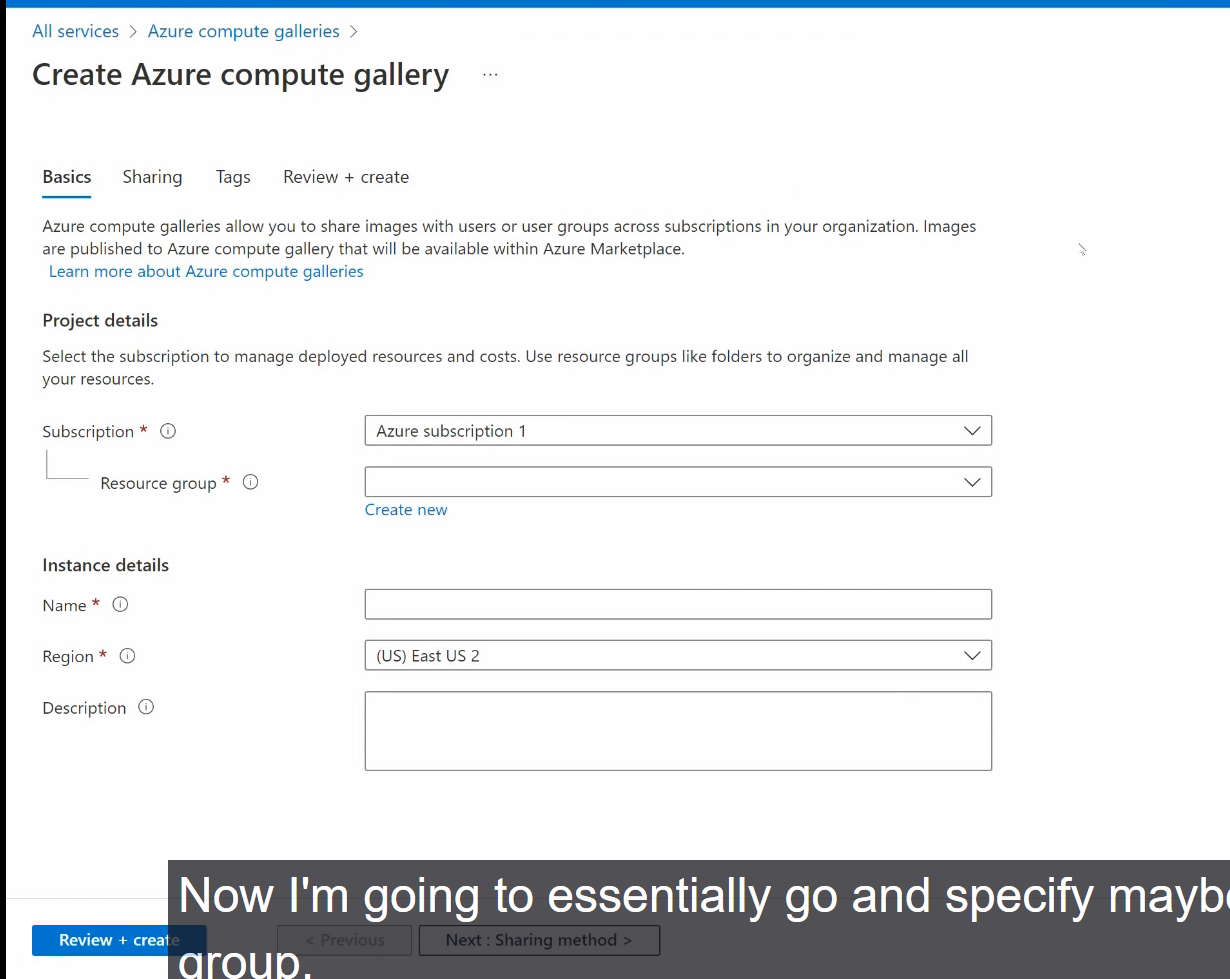 All services > Azure compute galleries >
Create Azure compute gallery ...
Basics Sharing Tags Review + create
Azure compute galleries allow you to share images with users or user groups across subscriptions in your organization. Images
are published to Azure compute gallery that will be available within Azure Marketplace.
Learn more about Azure compute galleries
Project details
Select the subscription to manage deployed resources and costs. Use resource groups like folders to organize and manage all
your resources.
Subscription * Azure subscription 1
Resource group *
Create new
Instance details
Name *
Region * (US) East US 2
Description
Now I'm going to essentially go and specify
group.
Review + create < Previous Next : Sharing method >